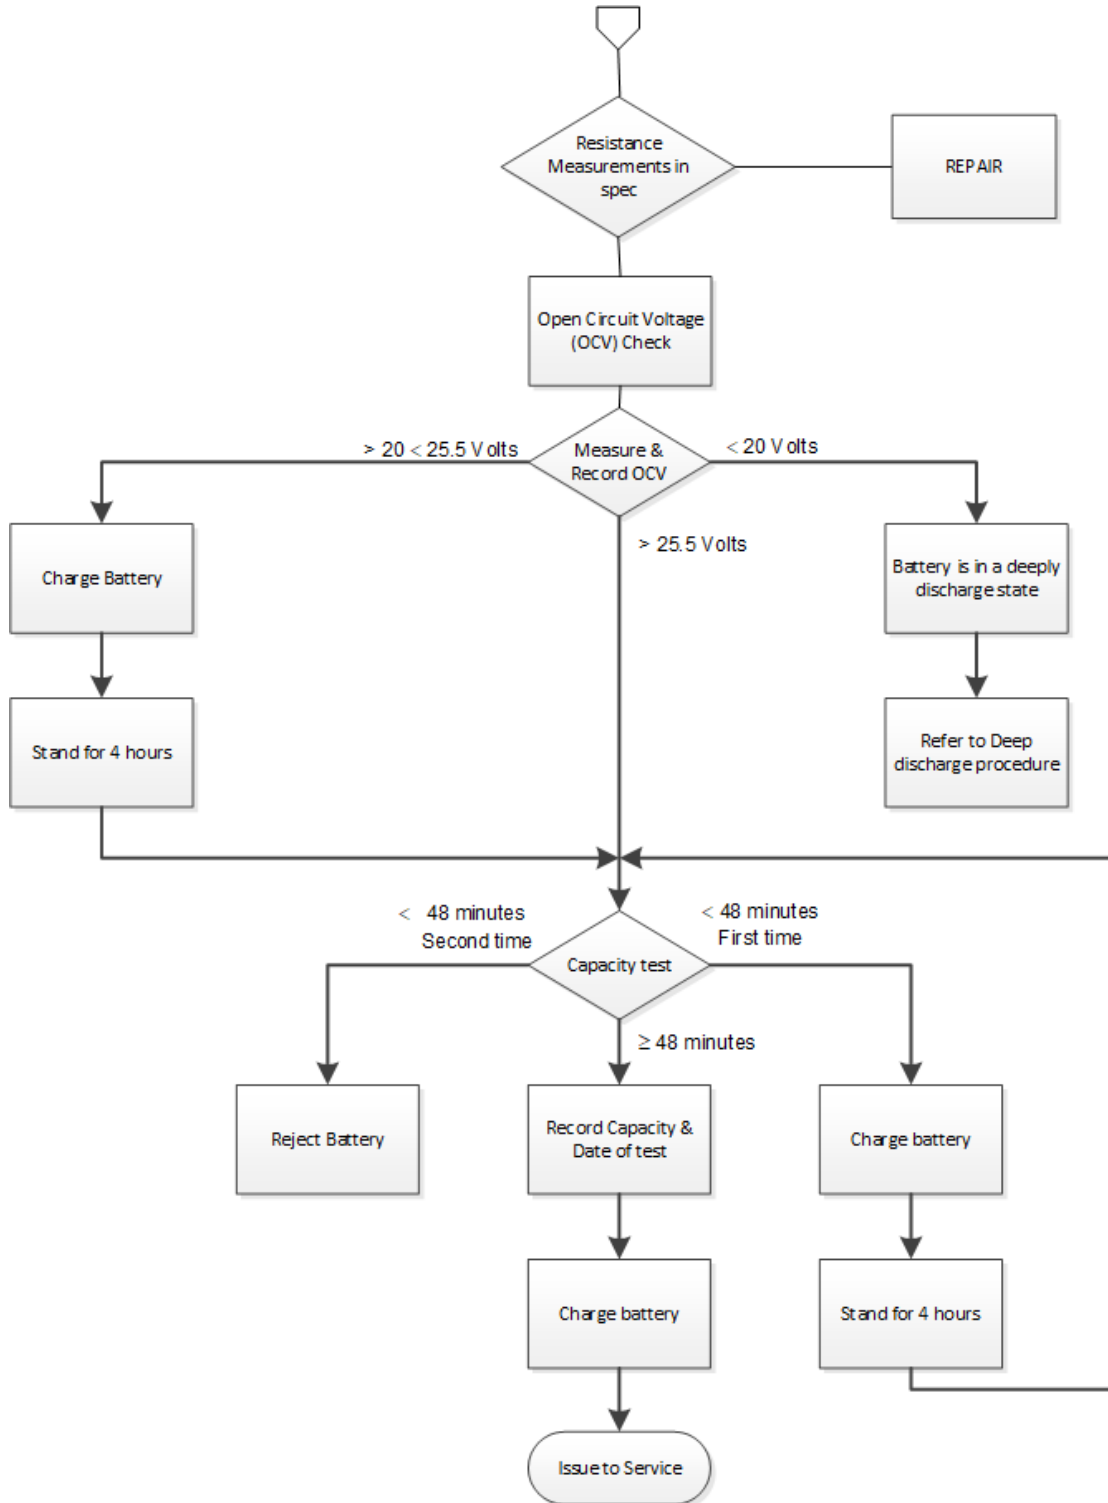 Resistance
Measurements in
spec
REPAIR
Open Circuit Voltage
(OCV) Check
> 20 < 25.5 Volts
Measure &
Record OCV
< 20 Volts
> 25.5 Volts
Charge Battery
Battery is in a deeply
discharge state
Stand for 4 hours
Refer to Deep
discharge procedure
< 48 minutes
Second time
< 48 minutes
First time
Capacity test
≥ 48 minutes
Reject Battery
Record Capacity &
Date of test
Charge battery
Charge battery
Stand for 4 hours
Issue to Service